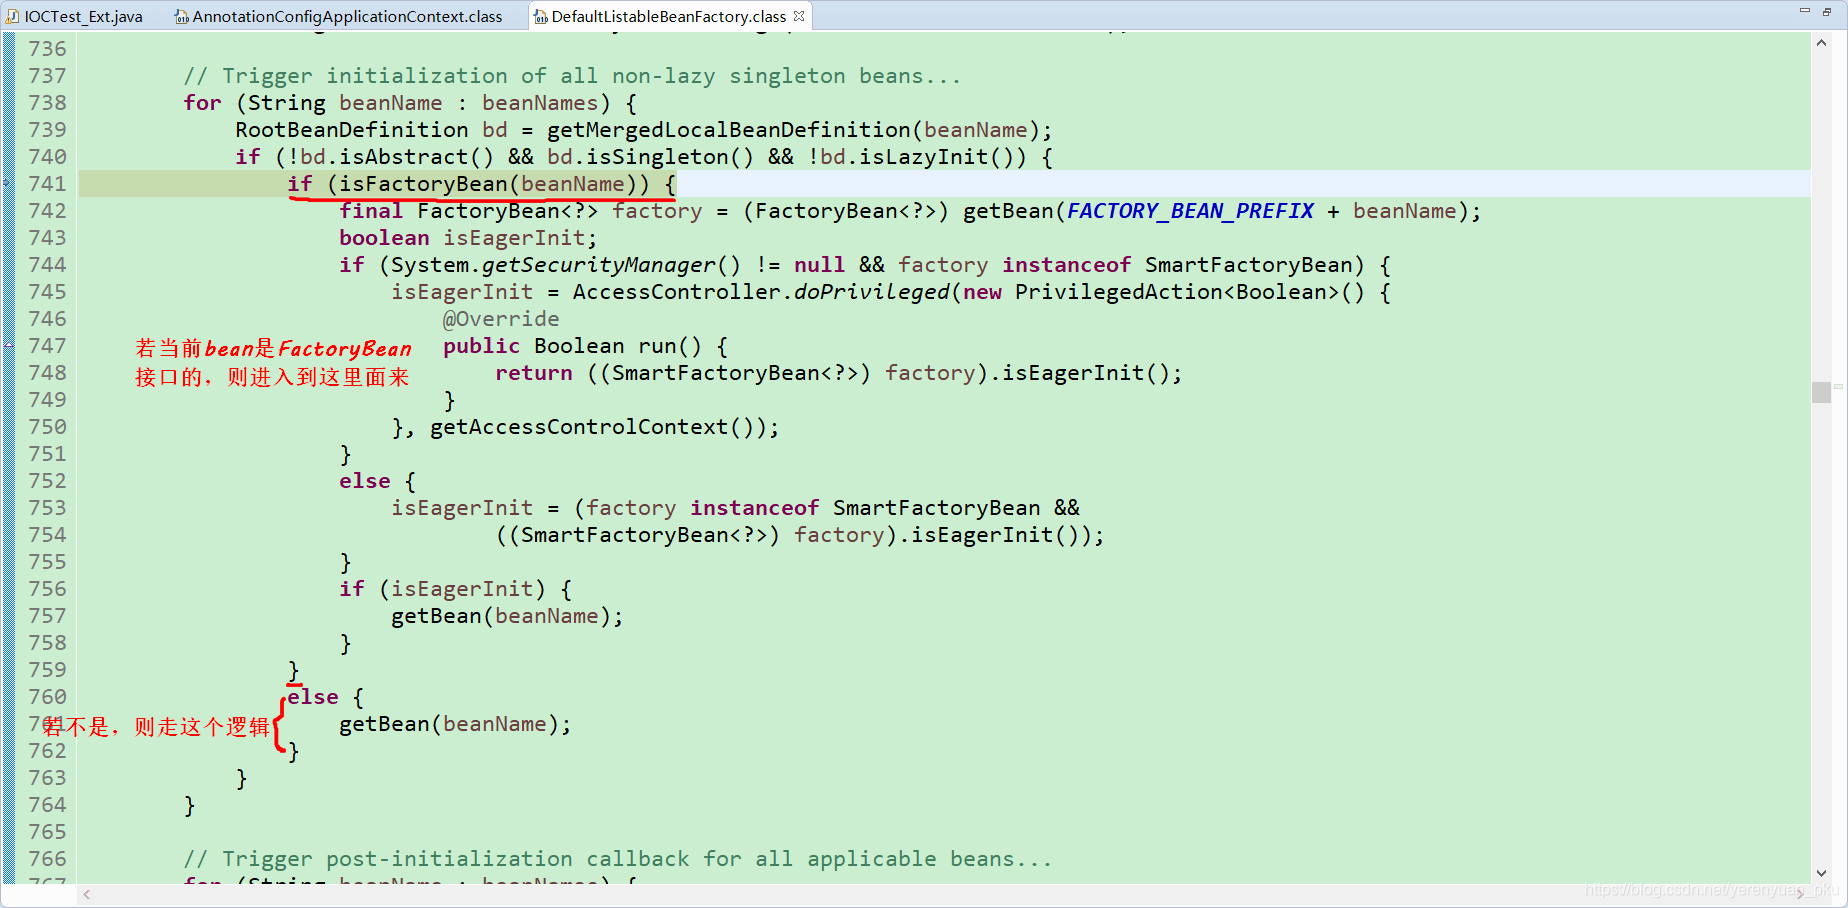 IOCTest_Ext.java AnnotationConfigApplicationContext.class DefaultListableBeanFactory.class
736
737 // Trigger initialization of all non-lazy singleton beans...
738 for (String beanName : beanNames) {
739 RootBeanDefinition bd = getMergedLocalBeanDefinition(beanName);
740 if (!bd.isAbstract() && bd.isSingleton() && !bd.isLazyInit()) {
741 if (isFactoryBean(beanName)) {
742 final FactoryBean<?> factory = (FactoryBean<?>) getBean(FACTORY_BEAN_PREFIX + beanName);
743 boolean isEagerInit;
744 if (System.getSecurityManager() != null && factory instanceof SmartFactoryBean) {
745 isEagerInit = AccessController.doPrivileged(new PrivilegedAction<Boolean>() {
746 @Override
747 若当前bean是FactoryBean public Boolean run() {
748 接口的，则进入到这里面来 return ((SmartFactoryBean<?>) factory).isEagerInit();
749 }
750 }, getAccessControlContext());
751 }
752 else {
753 isEagerInit = (factory instanceof SmartFactoryBean &&
754 ((SmartFactoryBean<?>) factory).isEagerInit());
755 }
756 if (isEagerInit) {
757 getBean(beanName);
758 }
759 }
760 else {
761 若不是，则走这个逻辑 getBean(beanName);
762 }
763 }
764 }
765
766 // Trigger post-initialization callback for all applicable beans...
767 for (String beanName : beanNames) {
https://blog.csdn.net/yerenyuan_pku